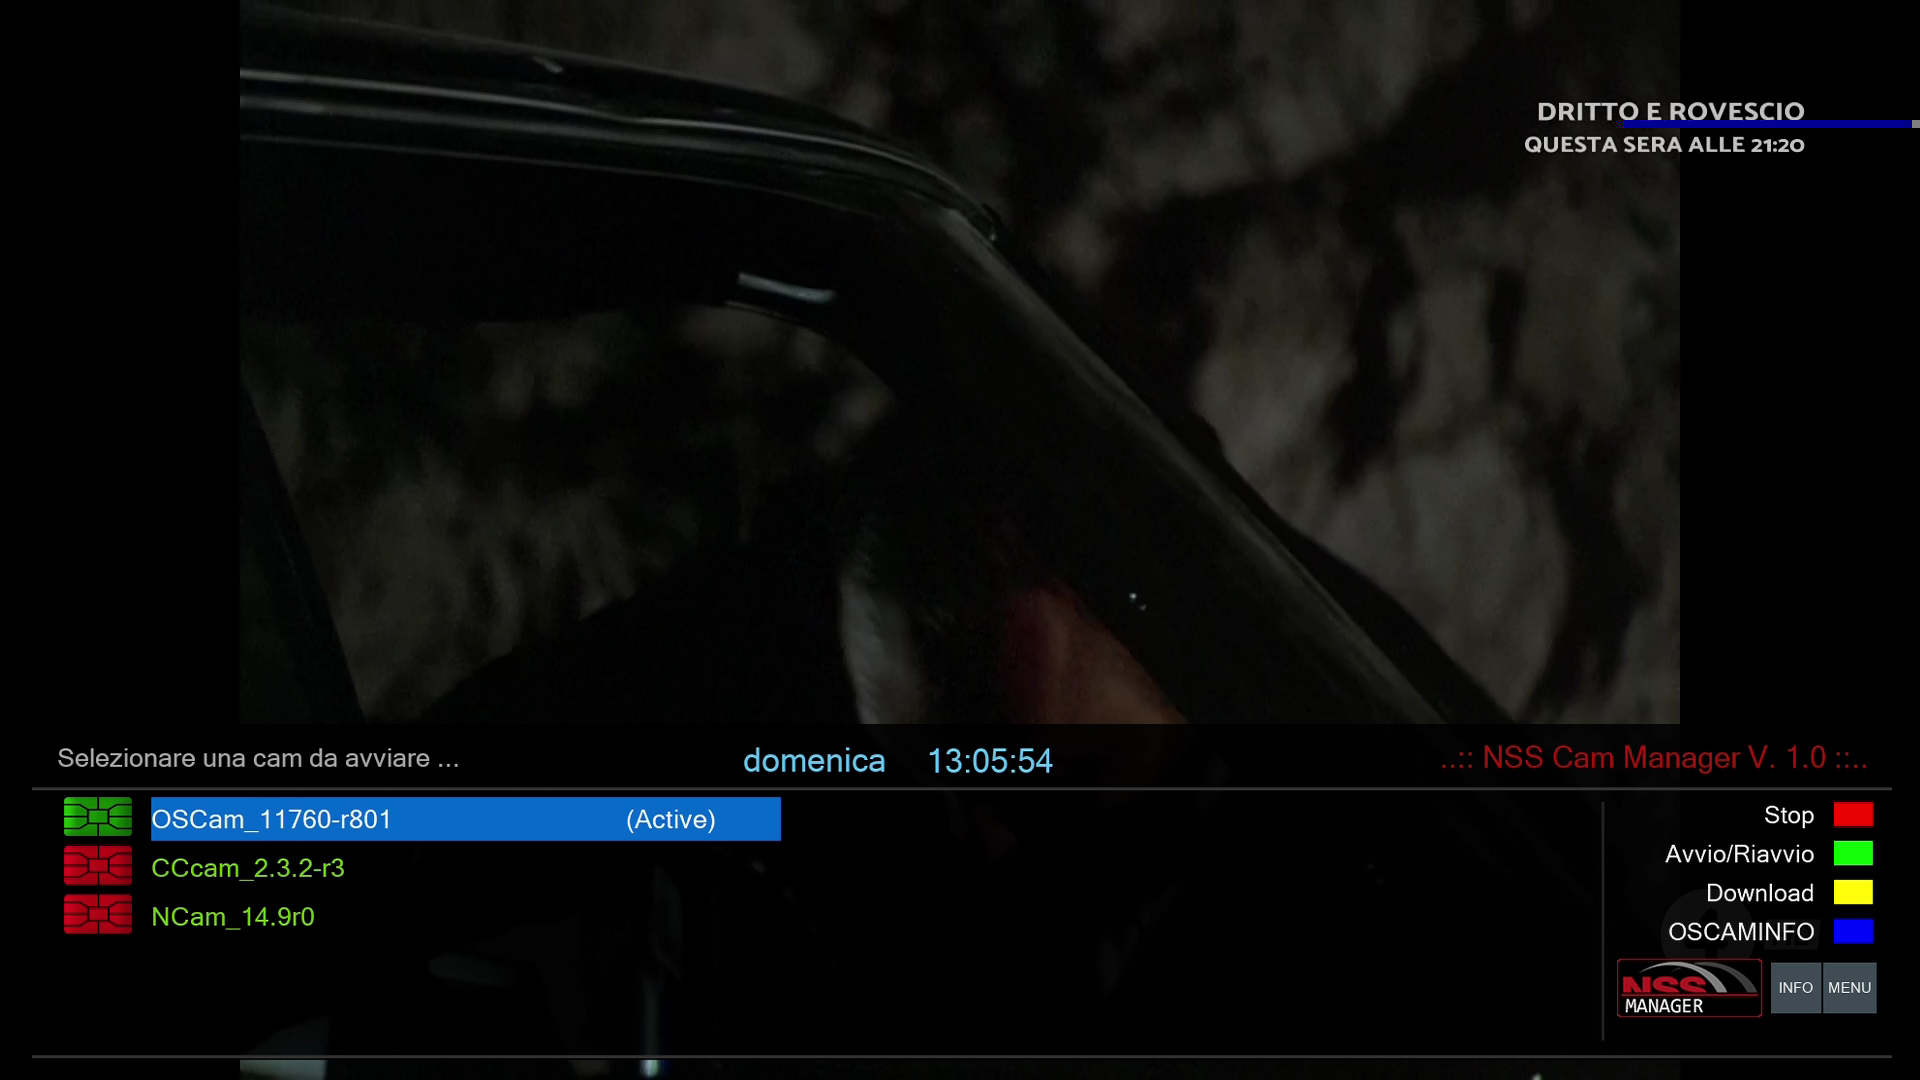 DRITTO E ROVESCIO
QUESTA SERA ALLE 21:20
Selezionare una cam da avviare ...
domenica 13:05:54
..:: NSS Cam Manager V. 1.0 ::..
OSCam_11760-r801 (Active)
CCcam_2.3.2-r3
NCam_14.9r0
Stop
Avvio/Riavvio
Download
OSCAMINFO
NSS
MANAGER
INFO
MENU